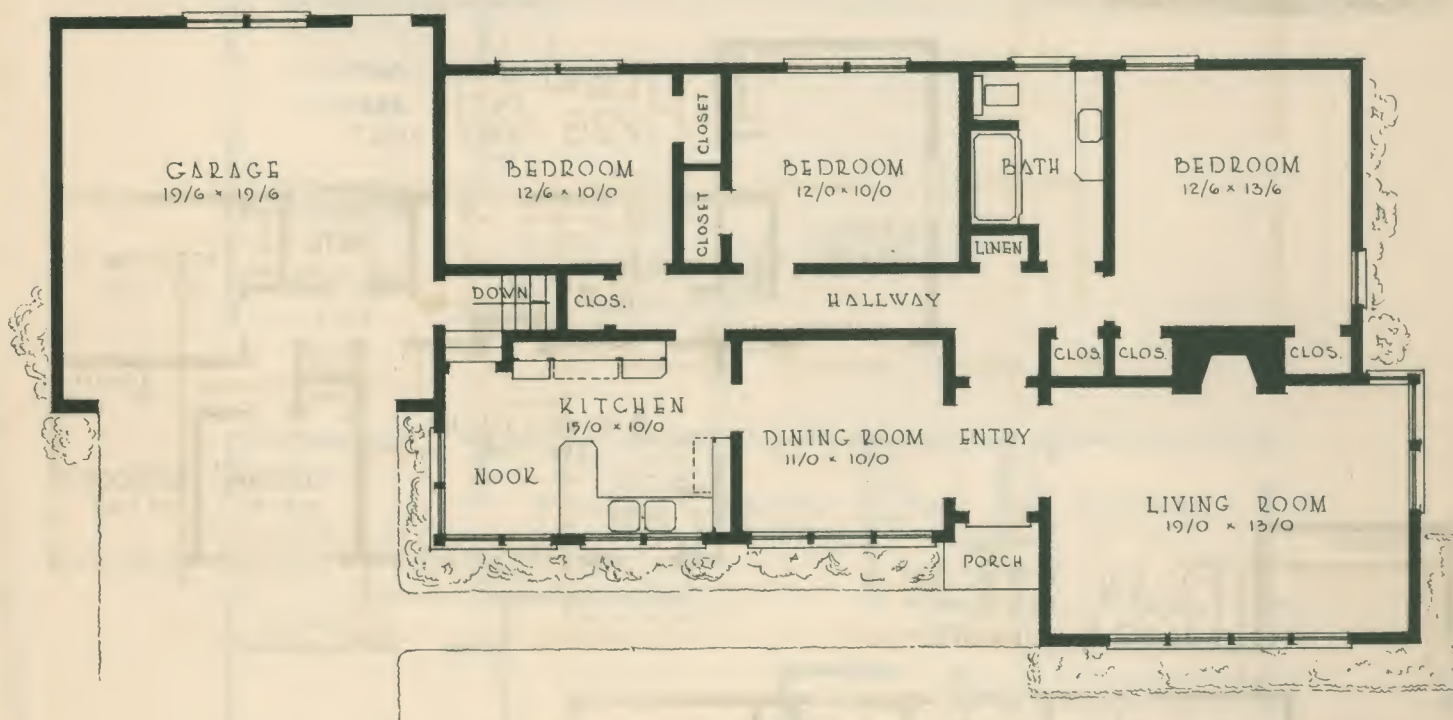 GARAGE
19/6 × 19/6
BEDROOM
12/6 × 10/0
CLOSET
CLOSET
BEDROOM
12/0 × 10/0
BATH
LINEN
BEDROOM
12/6 × 13/6
DOWN
CLOS.
HALLWAY
CLOS.
CLOS.
CLOS.
KITCHEN
15/0 × 10/0
NOOK
DINING ROOM
11/0 × 10/0
ENTRY
LIVING ROOM
19/0 × 13/0
PORCH